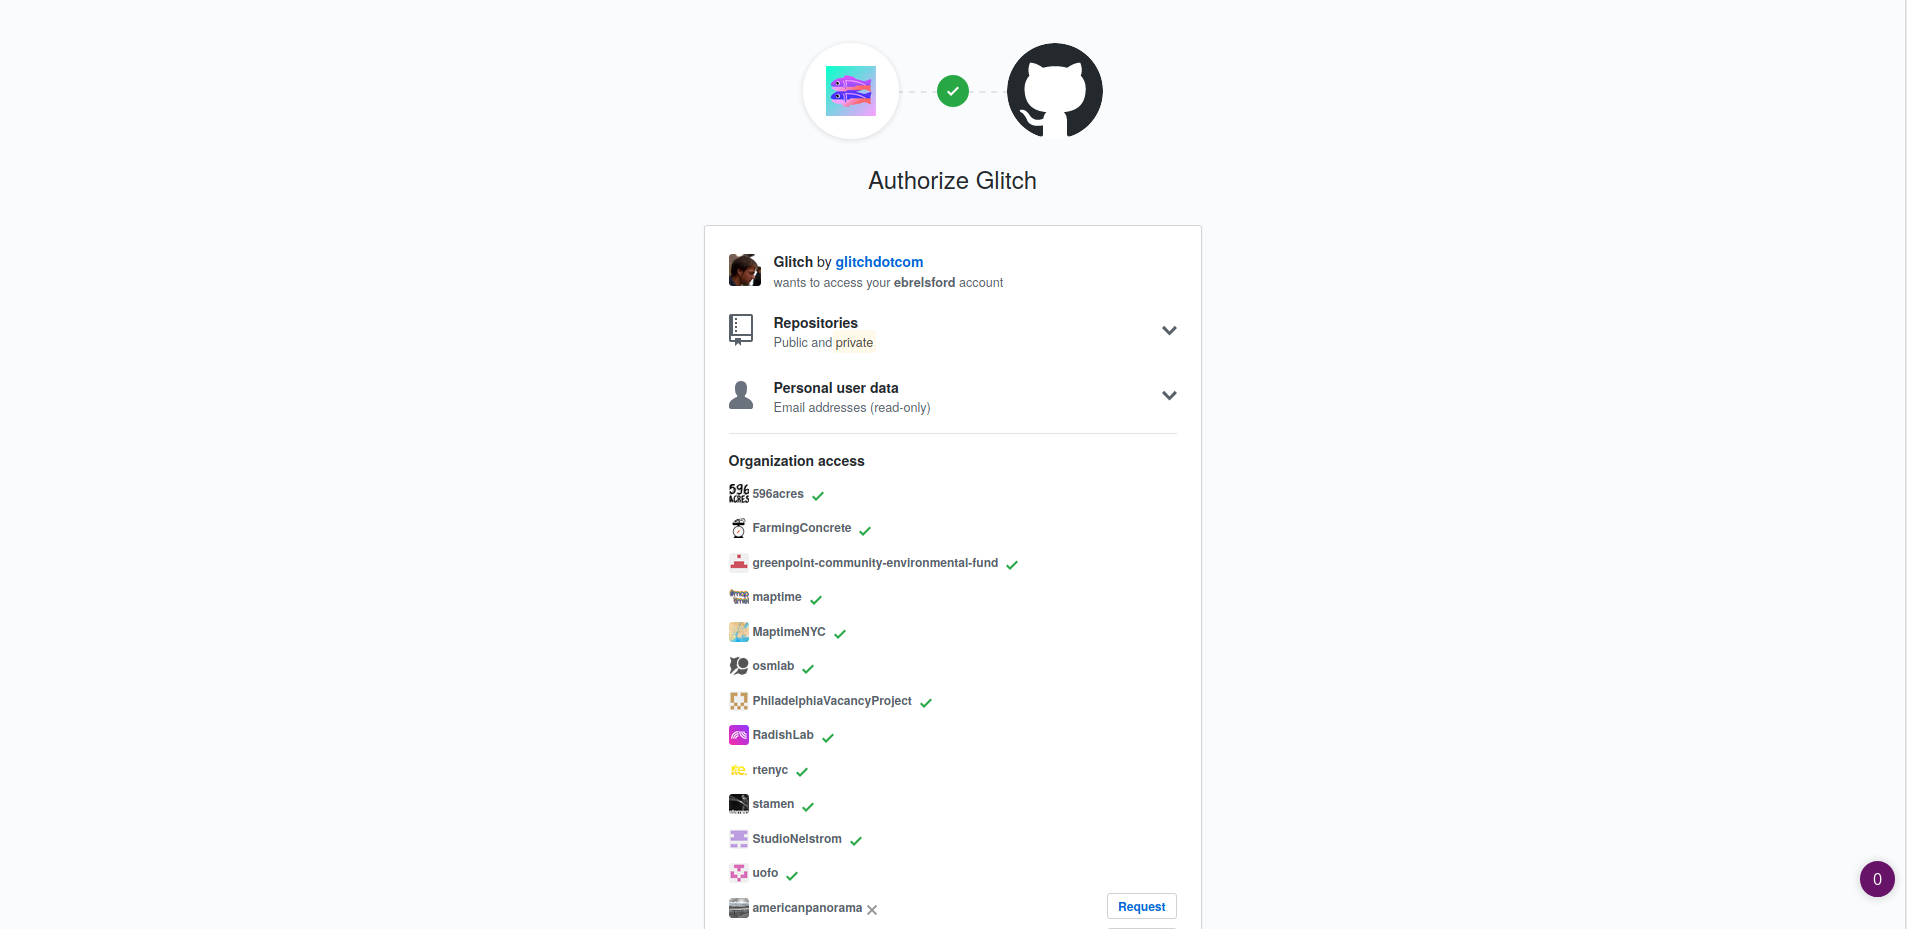 Authorize Glitch
Glitch by glitchdotcom
wants to access your ebrelsford account
Repositories
Public and private
Personal user data
Email addresses (read-only)
Organization access
596 ACRES 596acres
FarmingConcrete
greenpoint-community-environmental-fund
maptime
MaptimeNYC
osmlab
PhiladelphiaVacancyProject
RadishLab
rtenyc
stamen
StudioNelstrom
uofo
americanpanorama
Request
0